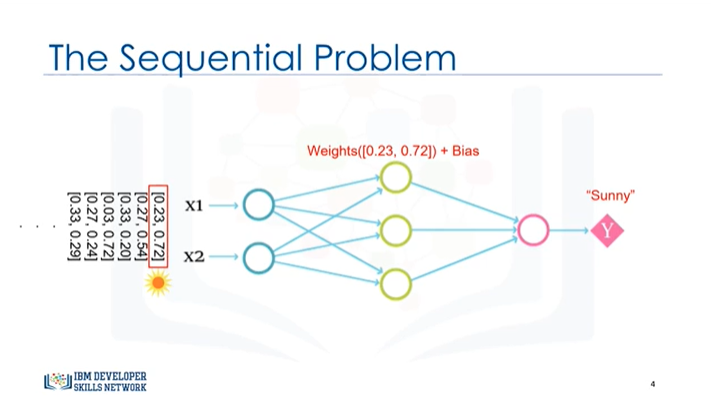 The Sequential Problem
Weights([0.23, 0.72]) + Bias
"Sunny"
. . .
[0.33, 0.29]
[0.27, 0.24]
[0.03, 0.72]
[0.33, 0.20]
[0.27, 0.54]
[0.23, 0.72]
X1
X2
Y
IBM DEVELOPER
SKILLS NETWORK
4